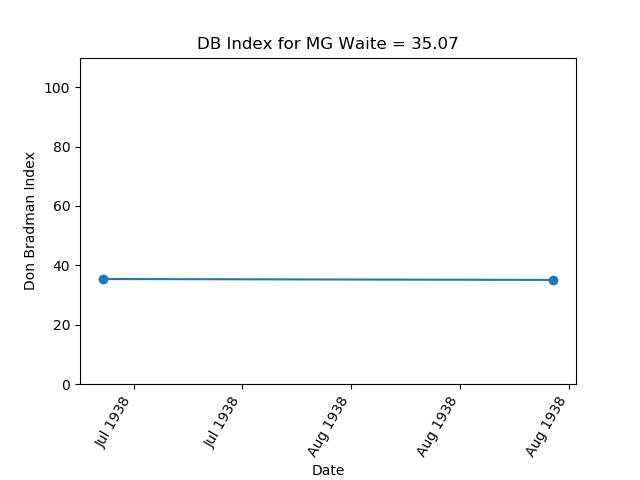 DB Index for MG Waite = 35.07
100
80
60
40
20
0
Don Bradman Index
Jul 1938
Jul 1938
Aug 1938
Aug 1938
Aug 1938
Date